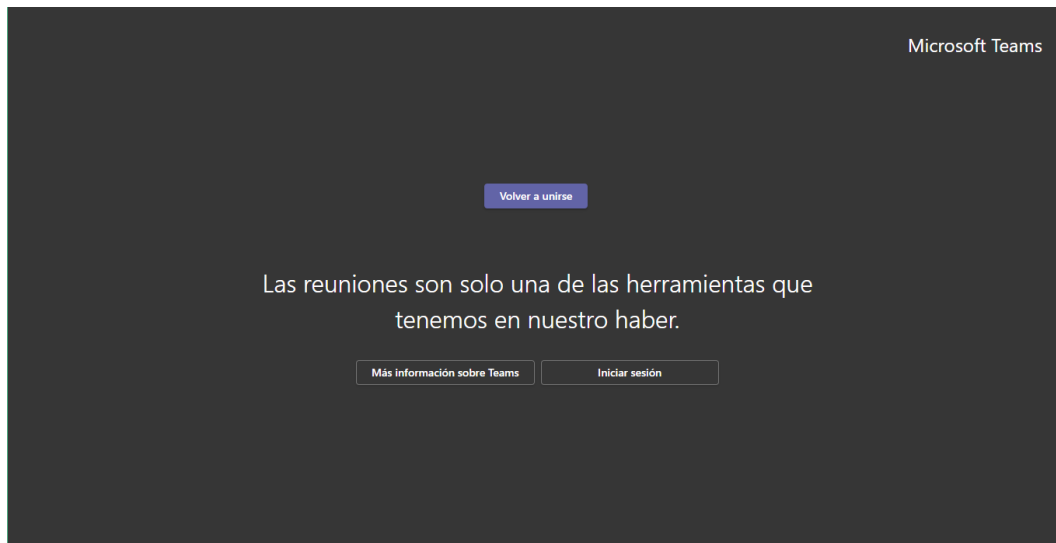 Microsoft Teams
Volver a unirse
Las reuniones son solo una de las herramientas que
tenemos en nuestro haber.
Más información sobre Teams
Iniciar sesión